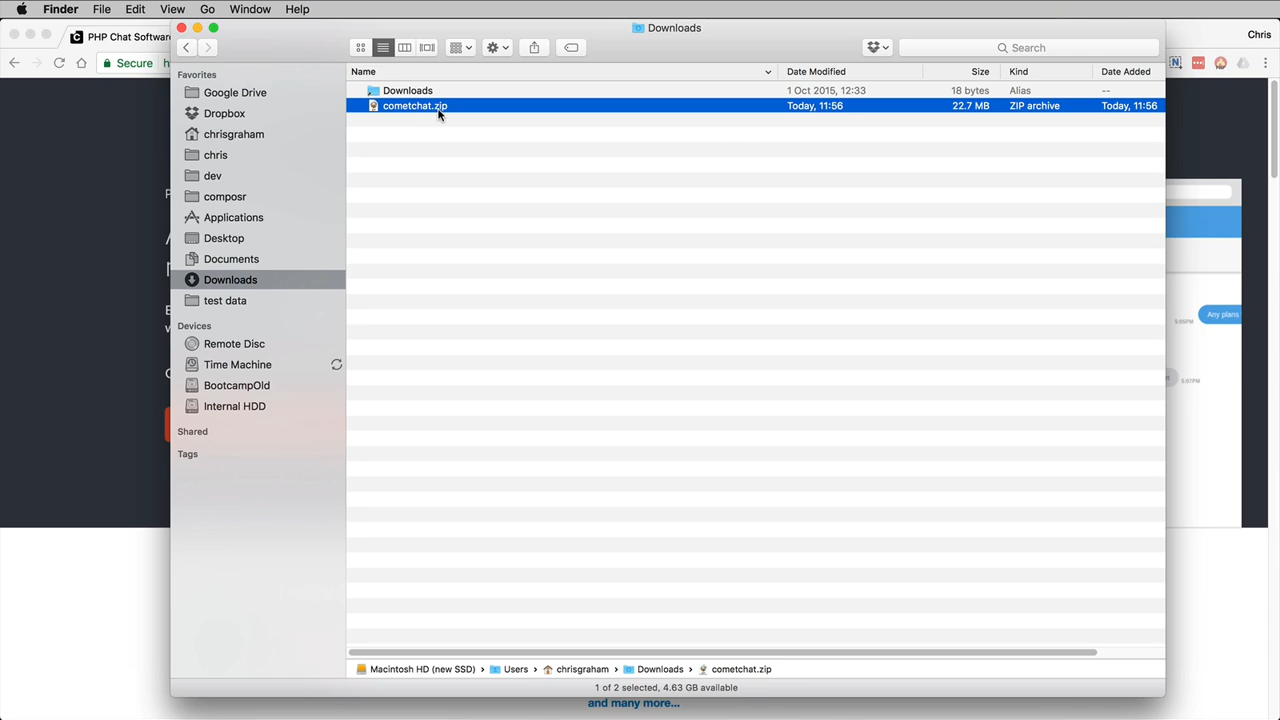 Finder File Edit View Go Window Help
Downloads
PHP Chat Softwar
Chris
Secure
Search
Favorites
Google Drive
Dropbox
chrisgraham
chris
dev
composr
Applications
Desktop
Documents
Downloads
test data
Devices
Remote Disc
Time Machine
BootcampOld
Internal HDD
Shared
Tags
Name Date Modified Size Kind Date Added
Downloads 1 Oct 2015, 12:33 18 bytes Alias --
cometchat.zip Today, 11:56 22.7 MB ZIP archive Today, 11:56
Any plans
5:05PM
5:07PM
Macintosh HD (new SSD) › Users › chrisgraham › Downloads › cometchat.zip
1 of 2 selected, 4.63 GB available
and many more...